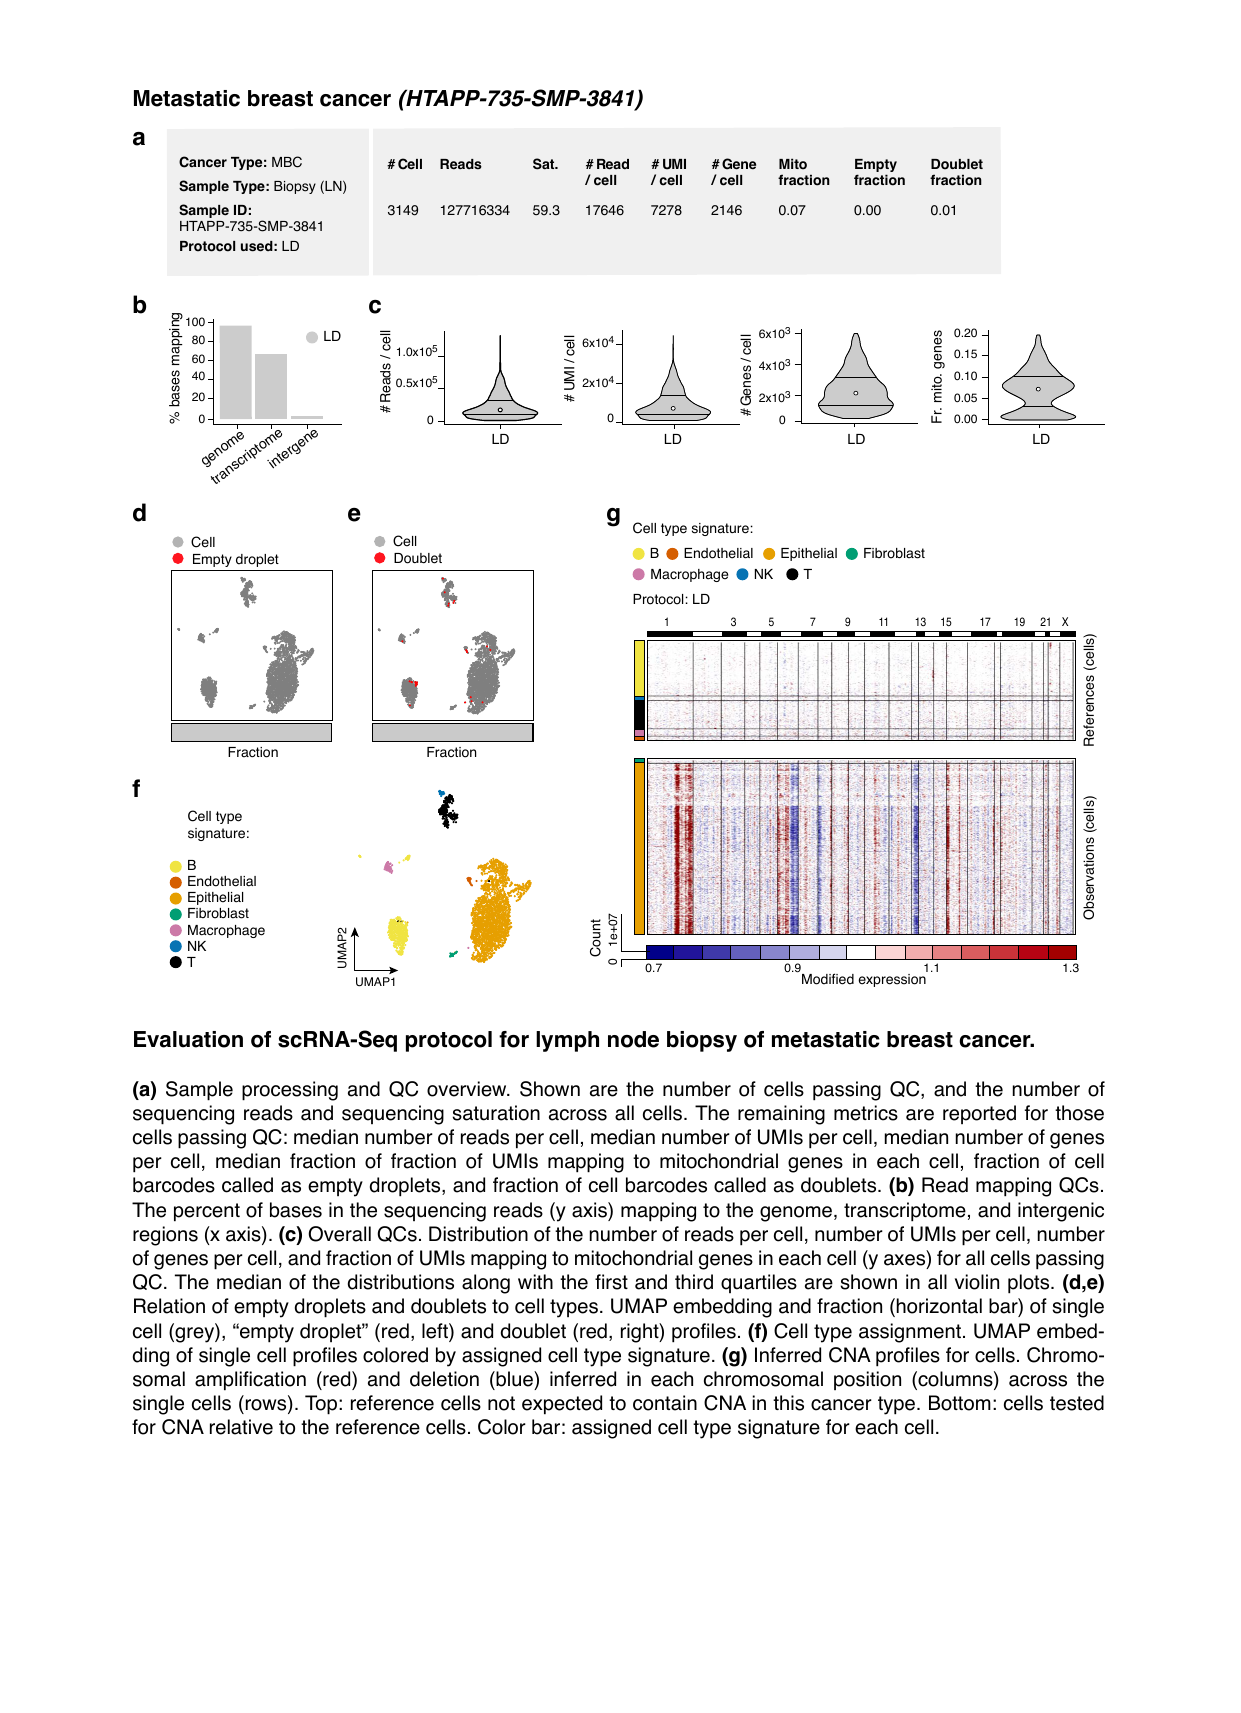 Metastatic breast cancer (HTAPP-735-SMP-3841)
a
Cancer Type: MBC
Sample Type: Biopsy (LN)
Sample ID:
HTAPP-735-SMP-3841
Protocol used: LD
# Cell Reads Sat. # Read / cell # UMI / cell # Gene / cell Mito fraction Empty fraction Doublet fraction
3149 127716334 59.3 17646 7278 2146 0.07 0.00 0.01
b
% bases mapping
100
80
60
40
20
0
LD
genome
transcriptome
intergene
c
# Reads / cell
1.0x10⁵
0.5x10⁵
0
LD
# UMI / cell
6x10⁴
2x10⁴
0
LD
# Genes / cell
6x10³
4x10³
2x10³
0
LD
Fr. mito. genes
0.20
0.15
0.10
0.05
0.00
LD
d
Cell
Empty droplet
Fraction
e
Cell
Doublet
Fraction
f
Cell type
signature:
B
Endothelial
Epithelial
Fibroblast
Macrophage
NK
T
UMAP2
UMAP1
g
Cell type signature:
B Endothelial Epithelial Fibroblast
Macrophage NK T
Protocol: LD
1 3 5 7 9 11 13 15 17 19 21 X
References (cells)
Observations (cells)
Count
0 1e+07
0.7 0.9 1.1 1.3
Modified expression
Evaluation of scRNA-Seq protocol for lymph node biopsy of metastatic breast cancer.
(a) Sample processing and QC overview. Shown are the number of cells passing QC, and the number of
sequencing reads and sequencing saturation across all cells. The remaining metrics are reported for those
cells passing QC: median number of reads per cell, median number of UMIs per cell, median number of genes
per cell, median fraction of fraction of UMIs mapping to mitochondrial genes in each cell, fraction of cell
barcodes called as empty droplets, and fraction of cell barcodes called as doublets. (b) Read mapping QCs.
The percent of bases in the sequencing reads (y axis) mapping to the genome, transcriptome, and intergenic
regions (x axis). (c) Overall QCs. Distribution of the number of reads per cell, number of UMIs per cell, number
of genes per cell, and fraction of UMIs mapping to mitochondrial genes in each cell (y axes) for all cells passing
QC. The median of the distributions along with the first and third quartiles are shown in all violin plots. (d,e)
Relation of empty droplets and doublets to cell types. UMAP embedding and fraction (horizontal bar) of single
cell (grey), “empty droplet” (red, left) and doublet (red, right) profiles. (f) Cell type assignment. UMAP embed-
ding of single cell profiles colored by assigned cell type signature. (g) Inferred CNA profiles for cells. Chromo-
somal amplification (red) and deletion (blue) inferred in each chromosomal position (columns) across the
single cells (rows). Top: reference cells not expected to contain CNA in this cancer type. Bottom: cells tested
for CNA relative to the reference cells. Color bar: assigned cell type signature for each cell.